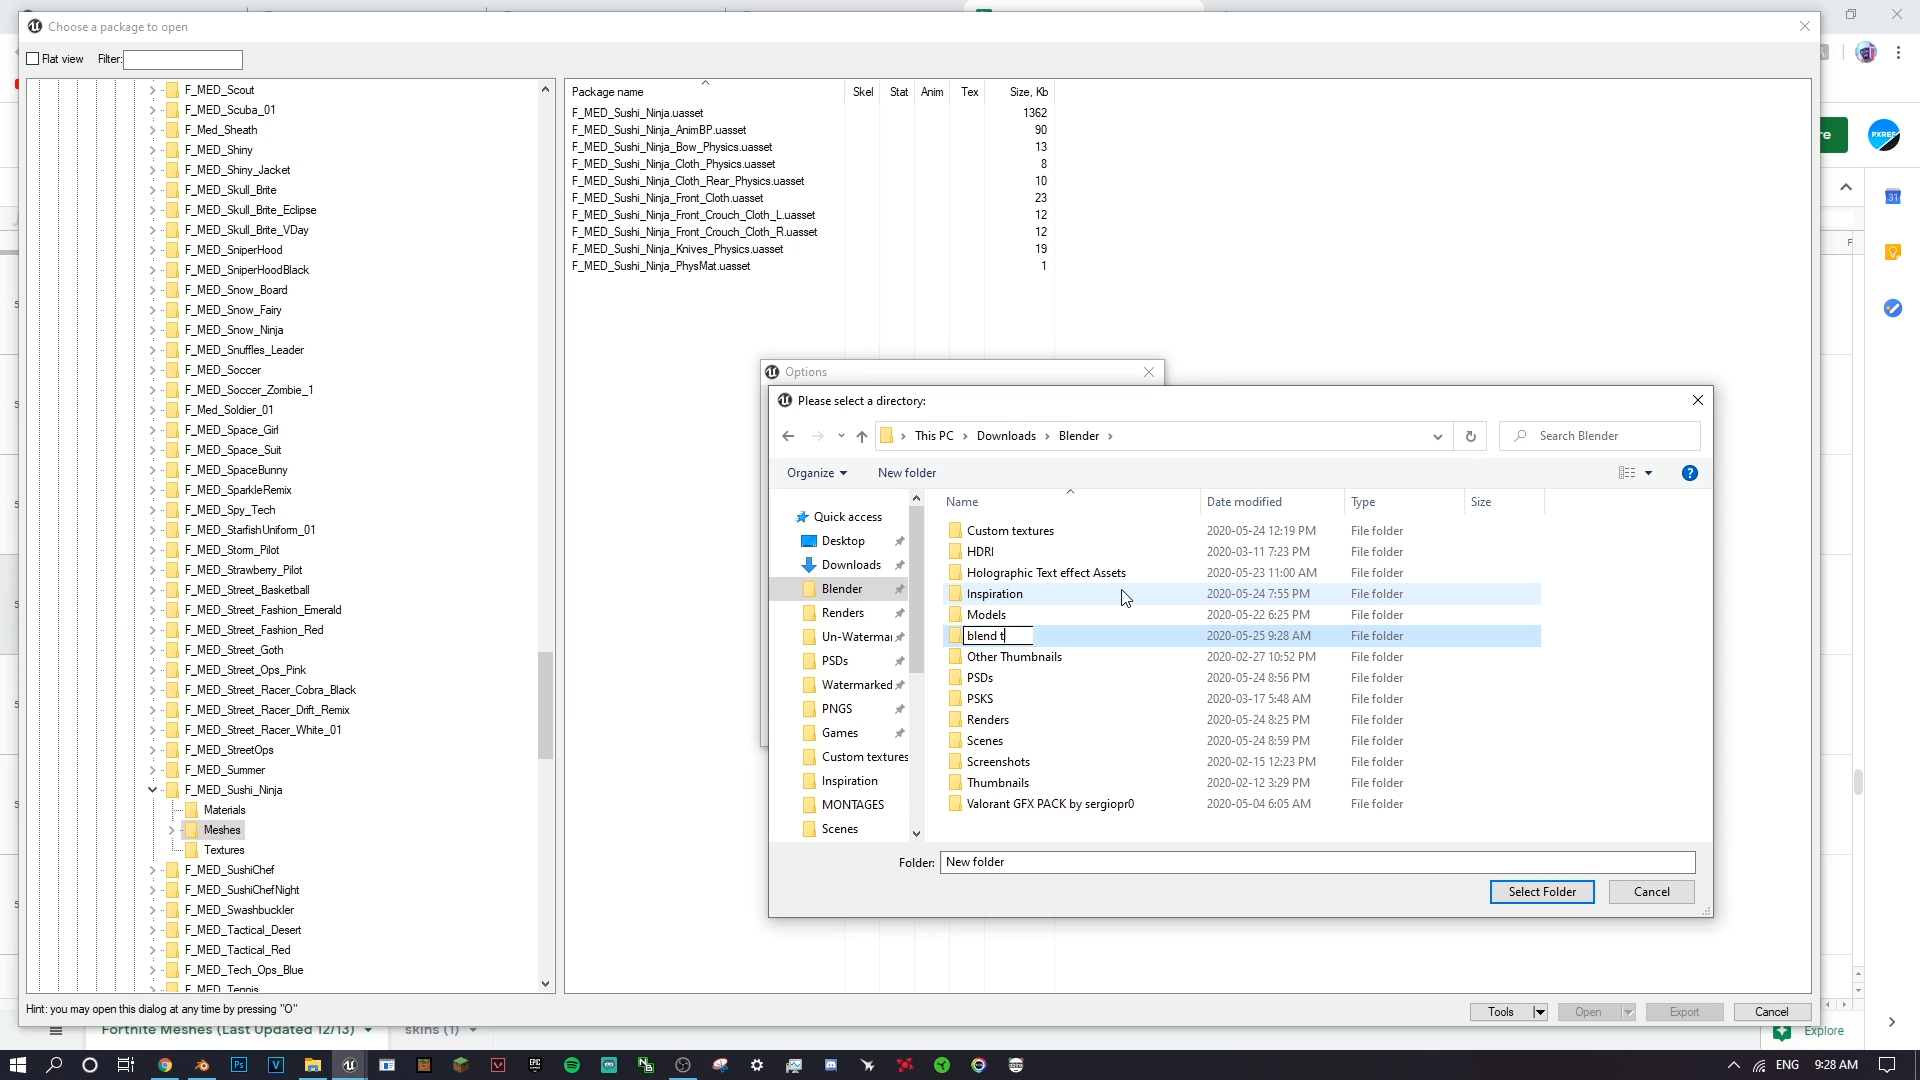 Choose a package to open
Flat view Filter:
F_MED_Scout
F_MED_Scuba_01
F_Med_Sheath
F_MED_Shiny
F_MED_Shiny_Jacket
F_MED_Skull_Brite
F_MED_Skull_Brite_Eclipse
F_MED_Skull_Brite_VDay
F_MED_SniperHood
F_MED_SniperHoodBlack
F_MED_Snow_Board
F_MED_Snow_Fairy
F_MED_Snow_Ninja
F_MED_Snuffles_Leader
F_MED_Soccer
F_MED_Soccer_Zombie_1
F_Med_Soldier_01
F_MED_Space_Girl
F_MED_Space_Suit
F_MED_SpaceBunny
F_MED_SparkleRemix
F_MED_Spy_Tech
F_MED_StarfishUniform_01
F_MED_Storm_Pilot
F_MED_Strawberry_Pilot
F_MED_Street_Basketball
F_MED_Street_Fashion_Emerald
F_MED_Street_Fashion_Red
F_MED_Street_Goth
F_MED_Street_Ops_Pink
F_MED_Street_Racer_Cobra_Black
F_MED_Street_Racer_Drift_Remix
F_MED_Street_Racer_White_01
F_MED_StreetOps
F_MED_Summer
F_MED_Sushi_Ninja
Materials
Meshes
Textures
F_MED_SushiChef
F_MED_SushiChefNight
F_MED_Swashbuckler
F_MED_Tactical_Desert
F_MED_Tactical_Red
F_MED_Tech_Ops_Blue
F_MED_Tennis
Package name Skel Stat Anim Tex Size, Kb
F_MED_Sushi_Ninja.uasset 1362
F_MED_Sushi_Ninja_AnimBP.uasset 90
F_MED_Sushi_Ninja_Bow_Physics.uasset 13
F_MED_Sushi_Ninja_Cloth_Physics.uasset 8
F_MED_Sushi_Ninja_Cloth_Rear_Physics.uasset 10
F_MED_Sushi_Ninja_Front_Cloth.uasset 23
F_MED_Sushi_Ninja_Front_Crouch_Cloth_L.uasset 12
F_MED_Sushi_Ninja_Front_Crouch_Cloth_R.uasset 12
F_MED_Sushi_Ninja_Knives_Physics.uasset 19
F_MED_Sushi_Ninja_PhysMat.uasset 1
Options
Please select a directory:
This PC Downloads Blender
Search Blender
Organize New folder
Quick access
Desktop
Downloads
Blender
Renders
Un-Waterma
PSDs
Watermarked
PNGS
Games
Custom textures
Inspiration
MONTAGES
Scenes
Name Date modified Type Size
Custom textures 2020-05-24 12:19 PM File folder
HDRI 2020-03-11 7:23 PM File folder
Holographic Text effect Assets 2020-05-23 11:00 AM File folder
Inspiration 2020-05-24 7:55 PM File folder
Models 2020-05-22 6:25 PM File folder
blend t 2020-05-25 9:28 AM File folder
Other Thumbnails 2020-02-27 10:52 PM File folder
PSDs 2020-05-24 8:56 PM File folder
PSKS 2020-03-17 5:48 AM File folder
Renders 2020-05-24 8:25 PM File folder
Scenes 2020-05-24 8:59 PM File folder
Screenshots 2020-02-15 12:23 PM File folder
Thumbnails 2020-02-12 3:29 PM File folder
Valorant GFX PACK by sergiopr0 2020-05-04 6:05 AM File folder
Folder: New folder
Select Folder Cancel
Hint: you may open this dialog at any time by pressing "O"
Tools Open Export Cancel
Fortnite Meshes (Last Updated 12/13) skins (1)
Explore
re
PXREF
31
ENG 9:28 AM